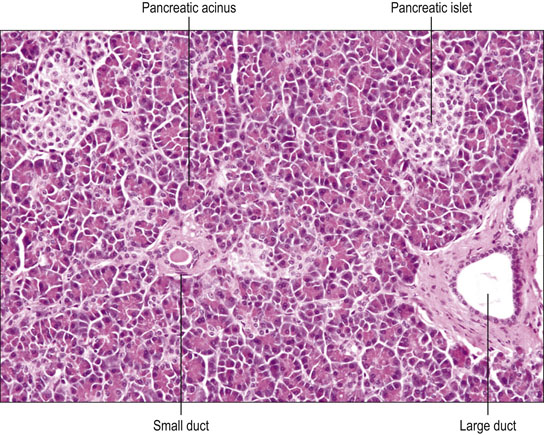 Pancreatic acinus
Pancreatic islet
Small duct
Large duct